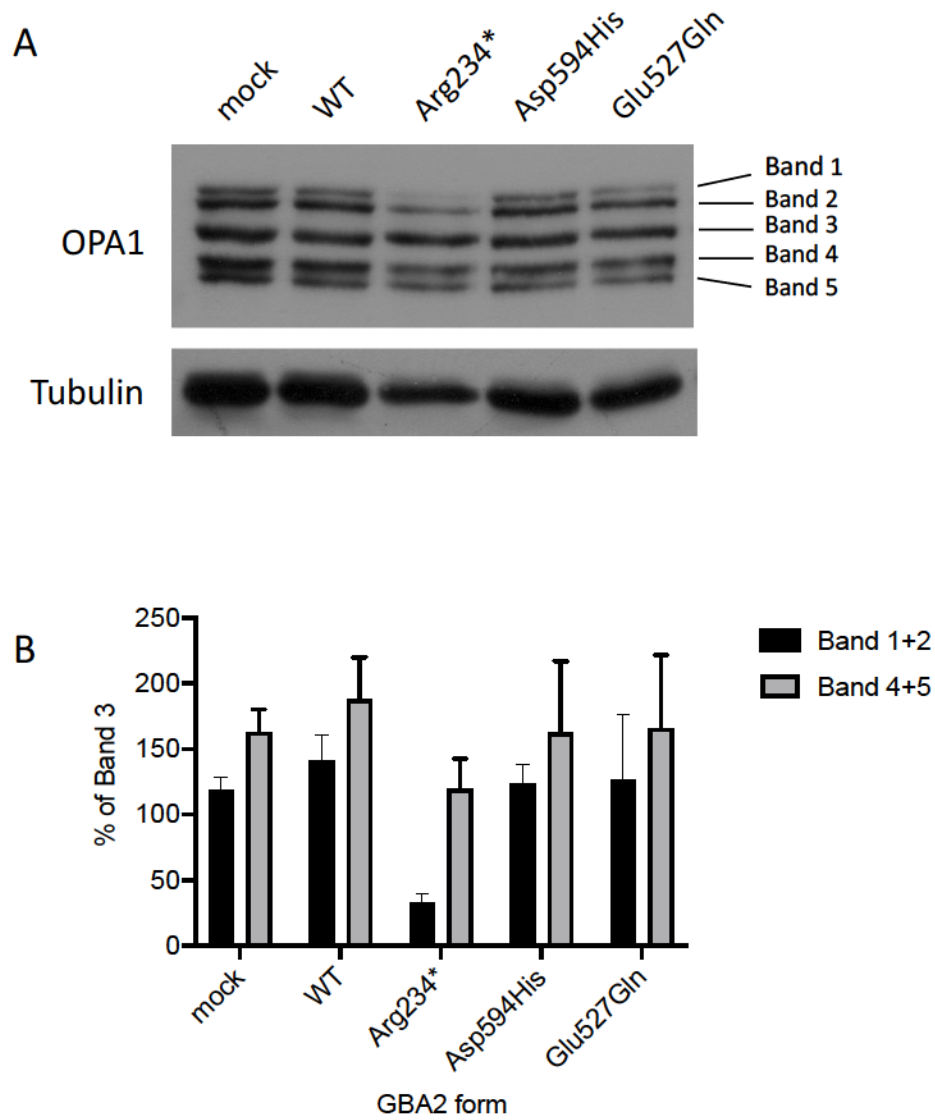 A
mock
WT
Arg234*
Asp594His
Glu527Gln
OPA1
Band 1
Band 2
Band 3
Band 4
Band 5
Tubulin
B
250
200
150
100
50
0
% of Band 3
Band 1+2
Band 4+5
mock
WT
Arg234*
Asp594His
Glu527Gln
GBA2 form